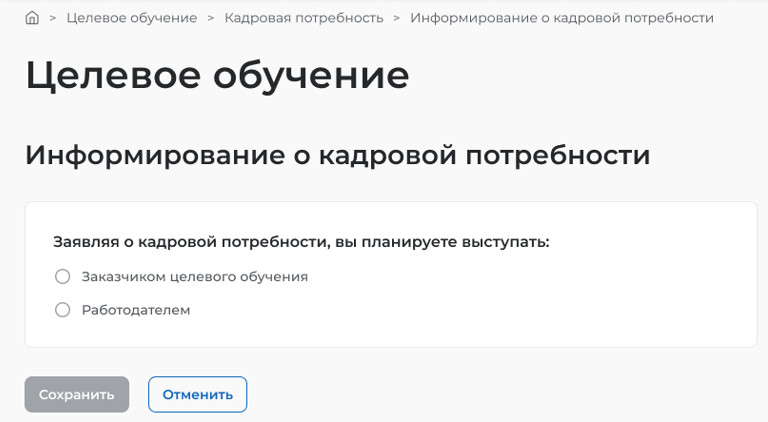 > Целевое обучение > Кадровая потребность > Информирование о кадровой потребности
Целевое обучение
Информирование о кадровой потребности
Заявляя о кадровой потребности, вы планируете выступать:
Заказчиком целевого обучения
Работодателем
Сохранить Отменить